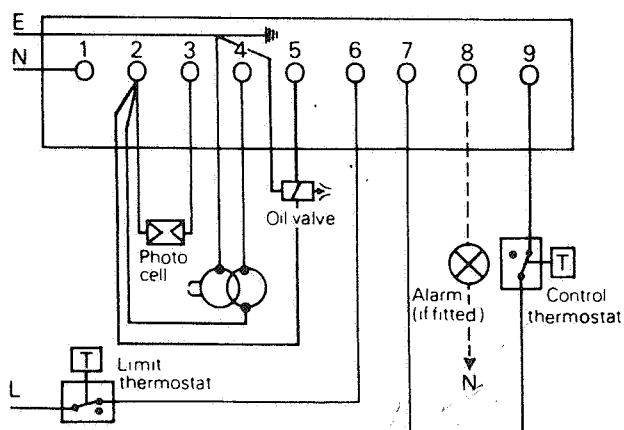 E
N
1 2 3 4 5 6 7 8 9
Oil valve
Photo
cell
Alarm
(if fitted)
T
Control
thermostat
T
Limit
thermostat
N
L